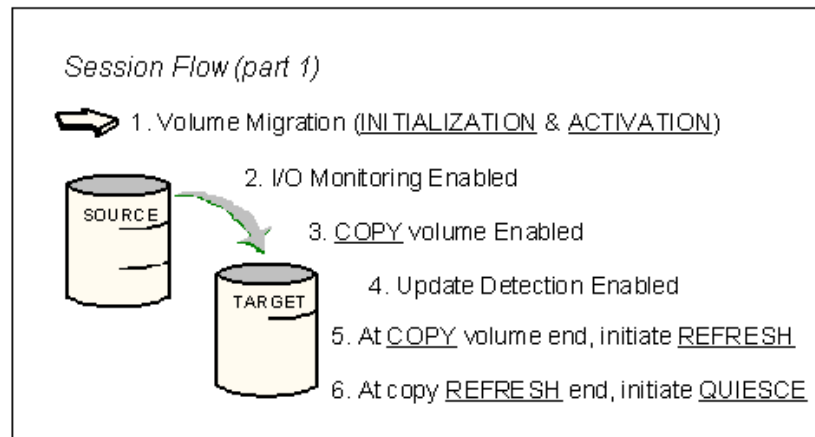 Session Flow (part 1)
1. Volume Migration (INITIALIZATION & ACTIVATION)
2. I/O Monitoring Enabled
SOURCE
3. COPY volume Enabled
4. Update Detection Enabled
TARGET
5. At COPY volume end, initiate REFRESH
6. At copy REFRESH end, initiate QUIESCE